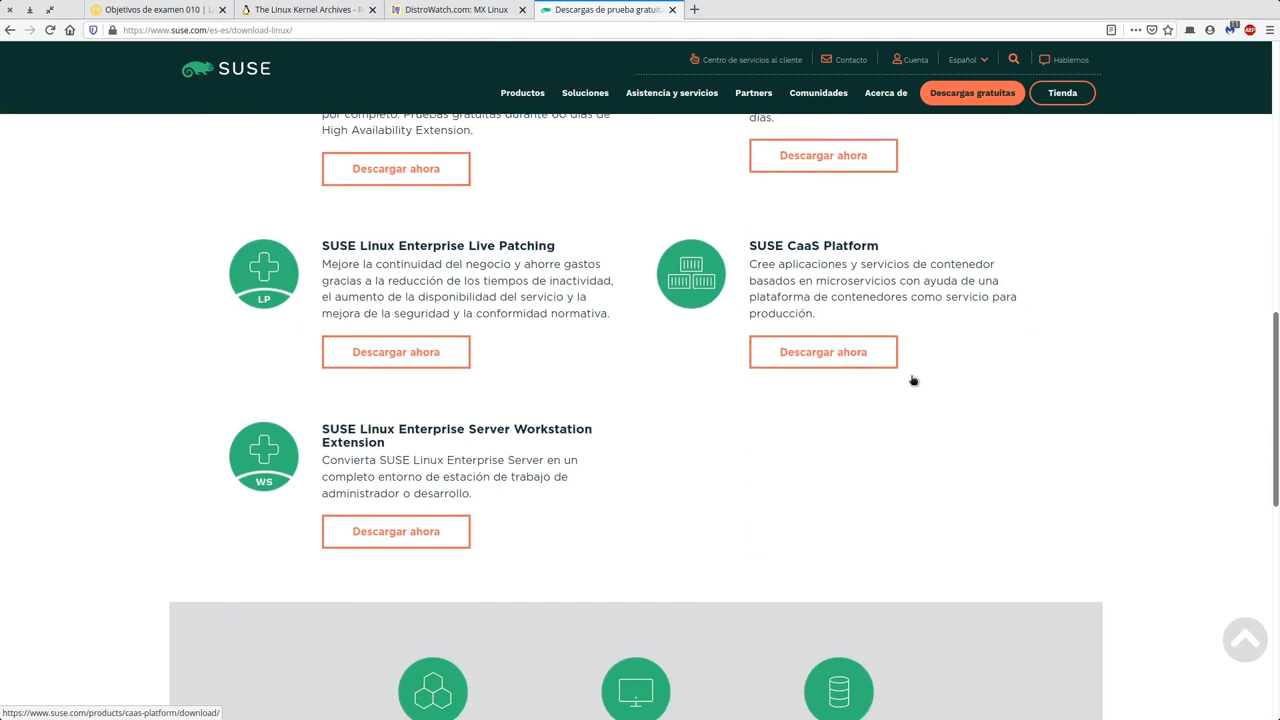 Objetivos de examen 010 | L
The Linux Kernel Archives - R
DistroWatch.com: MX Linux
Descargas de prueba gratuita
https://www.suse.com/es-es/download-linux/
11
ABP
SUSE
Centro de servicios al cliente
Contacto
Cuenta
Español
Hablemos
Productos
Soluciones
Asistencia y servicios
Partners
Comunidades
Acerca de
Descargas gratuitas
Tienda
por completo. Pruebas gratuitas durante 60 días de
High Availability Extension.
Descargar ahora
días.
Descargar ahora
LP
SUSE Linux Enterprise Live Patching
Mejore la continuidad del negocio y ahorre gastos
gracias a la reducción de los tiempos de inactividad,
el aumento de la disponibilidad del servicio y la
mejora de la seguridad y la conformidad normativa.
Descargar ahora
SUSE CaaS Platform
Cree aplicaciones y servicios de contenedor
basados en microservicios con ayuda de una
plataforma de contenedores como servicio para
producción.
Descargar ahora
WS
SUSE Linux Enterprise Server Workstation
Extension
Convierta SUSE Linux Enterprise Server en un
completo entorno de estación de trabajo de
administrador o desarrollo.
Descargar ahora
https://www.suse.com/products/caas-platform/download/